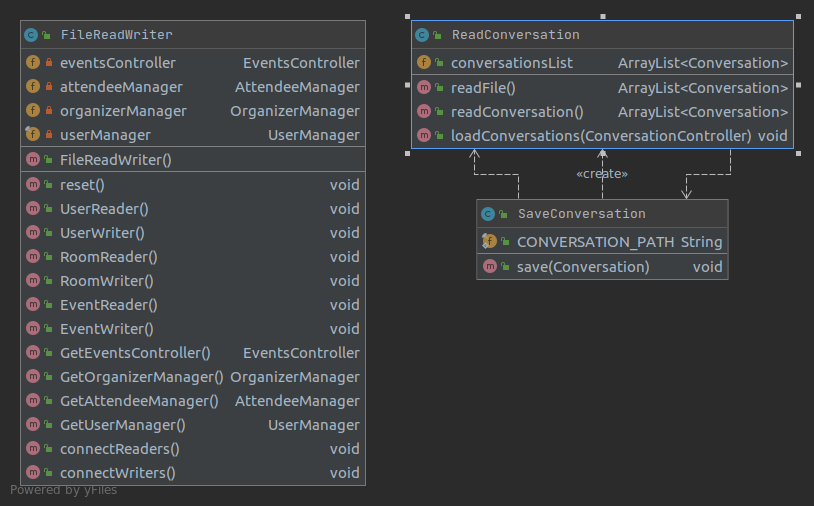 FileReadWriter
eventsController EventsController
attendeeManager AttendeeManager
organizerManager OrganizerManager
userManager UserManager
FileReadWriter()
reset() void
UserReader() void
UserWriter() void
RoomReader() void
RoomWriter() void
EventReader() void
EventWriter() void
GetEventsController() EventsController
GetOrganizerManager() OrganizerManager
GetAttendeeManager() AttendeeManager
GetUserManager() UserManager
connectReaders() void
connectWriters() void
ReadConversation
conversationsList ArrayList<Conversation>
readFile() ArrayList<Conversation>
readConversation() ArrayList<Conversation>
loadConversations(ConversationController) void
«create»
SaveConversation
CONVERSATION_PATH String
save(Conversation) void
Powered by yFiles